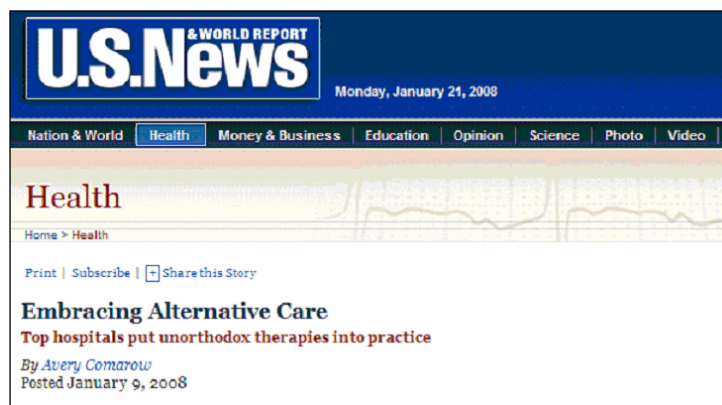 U.S.News
& WORLD REPORT
Monday, January 21, 2008
Nation & World | Health | Money & Business | Education | Opinion | Science | Photo | Video |
Health
Home > Health
Print | Subscribe | + Share this Story
Embracing Alternative Care
Top hospitals put unorthodox therapies into practice
By Avery Comarow
Posted January 9, 2008